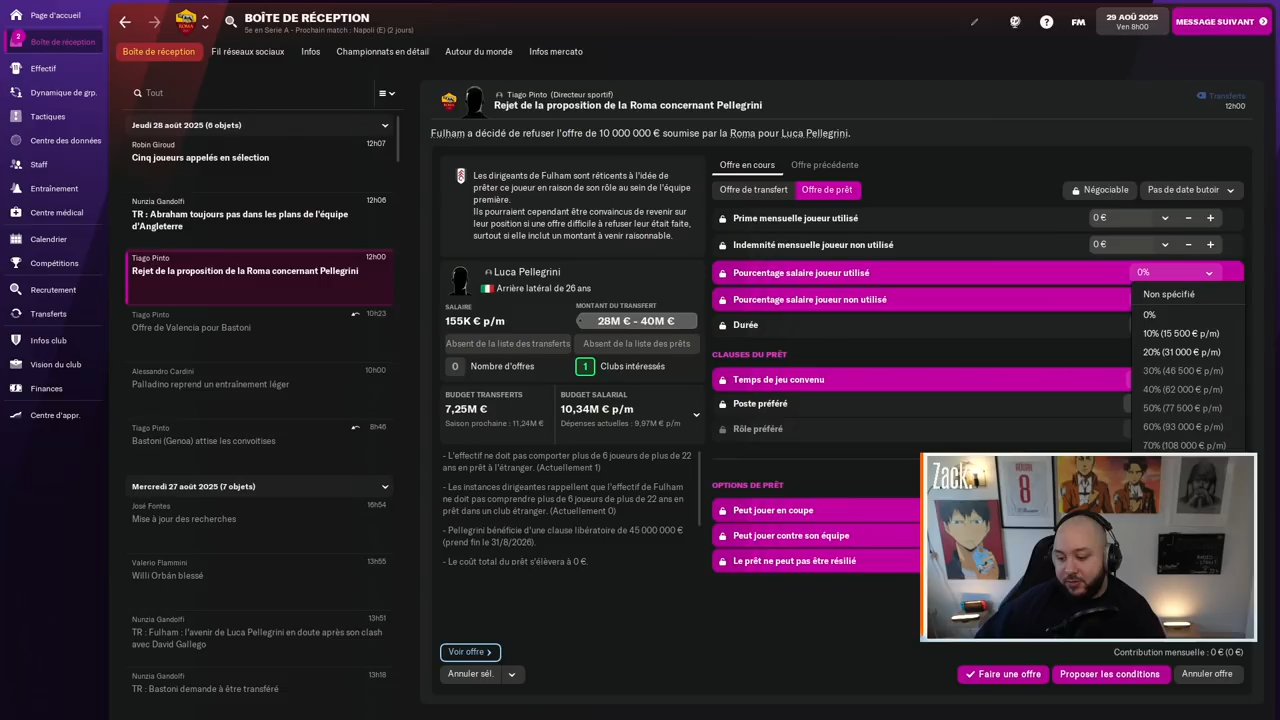 Page d'accueil
2
Boîte de réception
Effectif
Dynamique de grp.
Tactiques
Centre des données
Staff
Entraînement
Centre médical
Calendrier
Compétitions
Recrutement
Transferts
Infos club
Vision du club
Finances
Centre d'appr.
BOÎTE DE RÉCEPTION
5e en Serie A - Prochain match : Napoli (E) (2 jours)
FM
29 AOÛ 2025
Ven 8h00
MESSAGE SUIVANT
Boîte de réception
Fil réseaux sociaux
Infos
Championnats en détail
Autour du monde
Infos mercato
Tout
Jeudi 28 août 2025 (6 objets)
Robin Giroud 12h07
Cinq joueurs appelés en sélection
Nunzia Gandolfi 12h06
TR : Abraham toujours pas dans les plans de l'équipe
d'Angleterre
Tiago Pinto 12h00
Rejet de la proposition de la Roma concernant Pellegrini
Tiago Pinto 10h23
Offre de Valencia pour Bastoni
Alessandro Cardini 10h00
Palladino reprend un entraînement léger
Tiago Pinto 8h46
Bastoni (Genoa) attise les convoitises
Mercredi 27 août 2025 (7 objets)
José Fontes 16h54
Mise à jour des recherches
Valerio Flammini 13h55
Willi Orbán blessé
Nunzia Gandolfi 13h51
TR : Fulham : l'avenir de Luca Pellegrini en doute après son clash
avec David Gallego
Nunzia Gandolfi 13h18
TR : Bastoni demande à être transféré
Tiago Pinto (Directeur sportif)
Rejet de la proposition de la Roma concernant Pellegrini
Transferts
12h00
Fulham a décidé de refuser l'offre de 10 000 000 € soumise par la Roma pour Luca Pellegrini.
Les dirigeants de Fulham sont réticents à l'idée de
prêter ce joueur en raison de son rôle au sein de l'équipe
première.
Ils pourraient cependant être convaincus de revenir sur
leur position si une offre difficile à refuser leur était faite,
surtout si elle inclut un montant à venir raisonnable.
Luca Pellegrini
Arrière latéral de 26 ans
SALAIRE
155K € p/m
MONTANT DU TRANSFERT
28M € - 40M €
Absent de la liste des transferts
Absent de la liste des prêts
0 Nombre d'offres
1 Clubs intéressés
BUDGET TRANSFERTS
7,25M €
Saison prochaine : 11,24M €
BUDGET SALARIAL
10,34M € p/m
Dépenses actuelles : 9,97M € p/m
- L'effectif ne doit pas comporter plus de 6 joueurs de plus de 22
ans en prêt à l'étranger. (Actuellement 1)
- Les instances dirigeantes rappellent que l'effectif de Fulham
ne doit pas comprendre plus de 6 joueurs de plus de 22 ans en
prêt dans un club étranger. (Actuellement 0)
- Pellegrini bénéficie d'une clause libératoire de 45 000 000 €
(prend fin le 31/8/2026).
- Le coût total du prêt s'élèvera à 0 €.
Voir offre
Annuler sél.
Offre en cours
Offre précédente
Offre de transfert
Offre de prêt
Négociable
Pas de date butoir
Prime mensuelle joueur utilisé 0 €
Indemnité mensuelle joueur non utilisé 0 €
Pourcentage salaire joueur utilisé 0%
Pourcentage salaire joueur non utilisé
Durée
Non spécifié
0%
10% (15 500 € p/m)
20% (31 000 € p/m)
30% (46 500 € p/m)
40% (62 000 € p/m)
50% (77 500 € p/m)
60% (93 000 € p/m)
70% (108 000 € p/m)
CLAUSES DU PRÊT
Temps de jeu convenu
Poste préféré
Rôle préféré
OPTIONS DE PRÊT
Peut jouer en coupe
Peut jouer contre son équipe
Le prêt ne peut pas être résilié
Zack.
8
Contribution mensuelle : 0 € (0 €)
Faire une offre
Proposer les conditions
Annuler offre